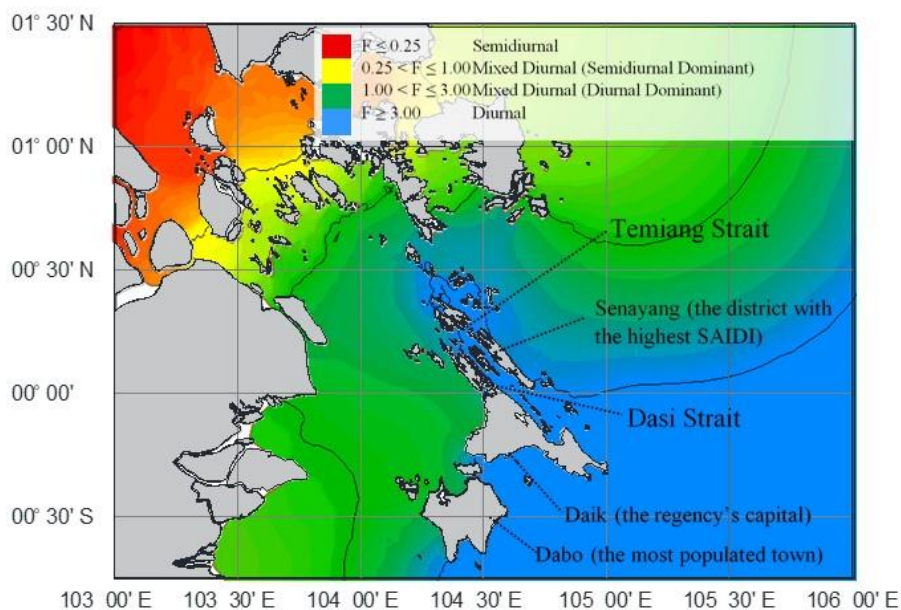 01° 30' N
F ≤ 0.25 Semidiurnal
0.25 < F ≤ 1.00 Mixed Diurnal (Semidiurnal Dominant)
1.00 < F ≤ 3.00 Mixed Diurnal (Diurnal Dominant)
F ≥ 3.00 Diurnal
01° 00' N
Temiang Strait
00° 30' N
Senayang (the district with
the highest SAIDI)
00° 00'
Dasi Strait
00° 30' S
Daik (the regency's capital)
Dabo (the most populated town)
103 00' E 103 30' E 104 00' E 104 30' E 105 00' E 105 30' E 106 00' E